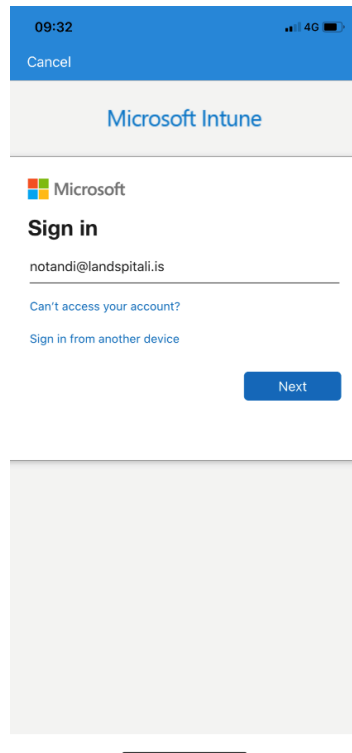 09:32 4G
Cancel
Microsoft Intune
Microsoft
Sign in
notandi@landspitali.is
Can't access your account?
Sign in from another device
Next